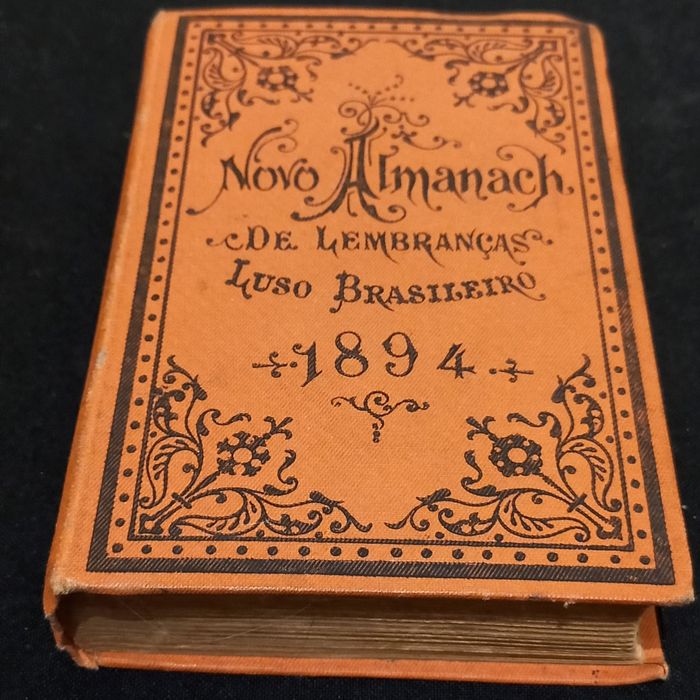 Novo Almanach
De Lembranças
Luso Brasileiro
1894